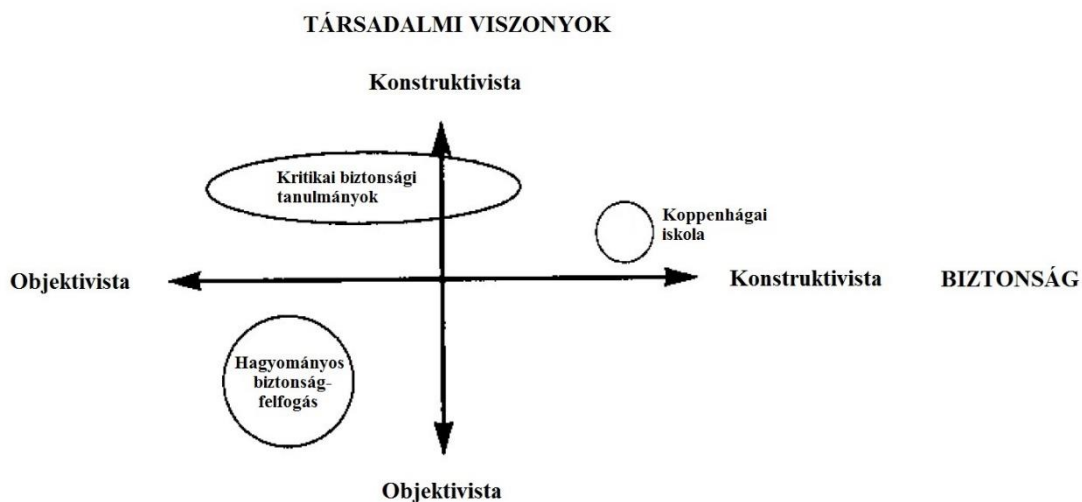 TÁRSADALMI VISZONYOK
Konstruktivista
Kritikai biztonsági
tanulmányok
Koppenhágai
iskola
Objektivista
Konstruktivista
BIZTONSÁG
Hagyományos
biztonság-
felfogás
Objektivista